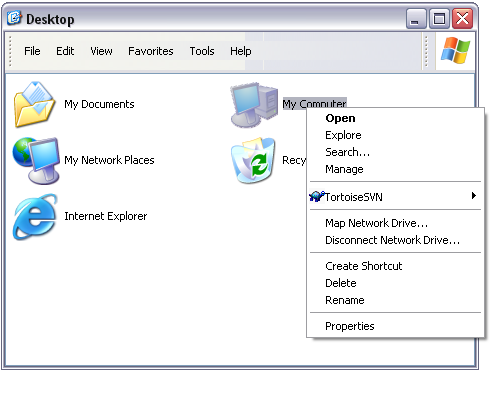 Desktop
File Edit View Favorites Tools Help
My Documents
My Computer
My Network Places
Recy
Internet Explorer
Open
Explore
Search...
Manage
TortoiseSVN
Map Network Drive...
Disconnect Network Drive...
Create Shortcut
Delete
Rename
Properties